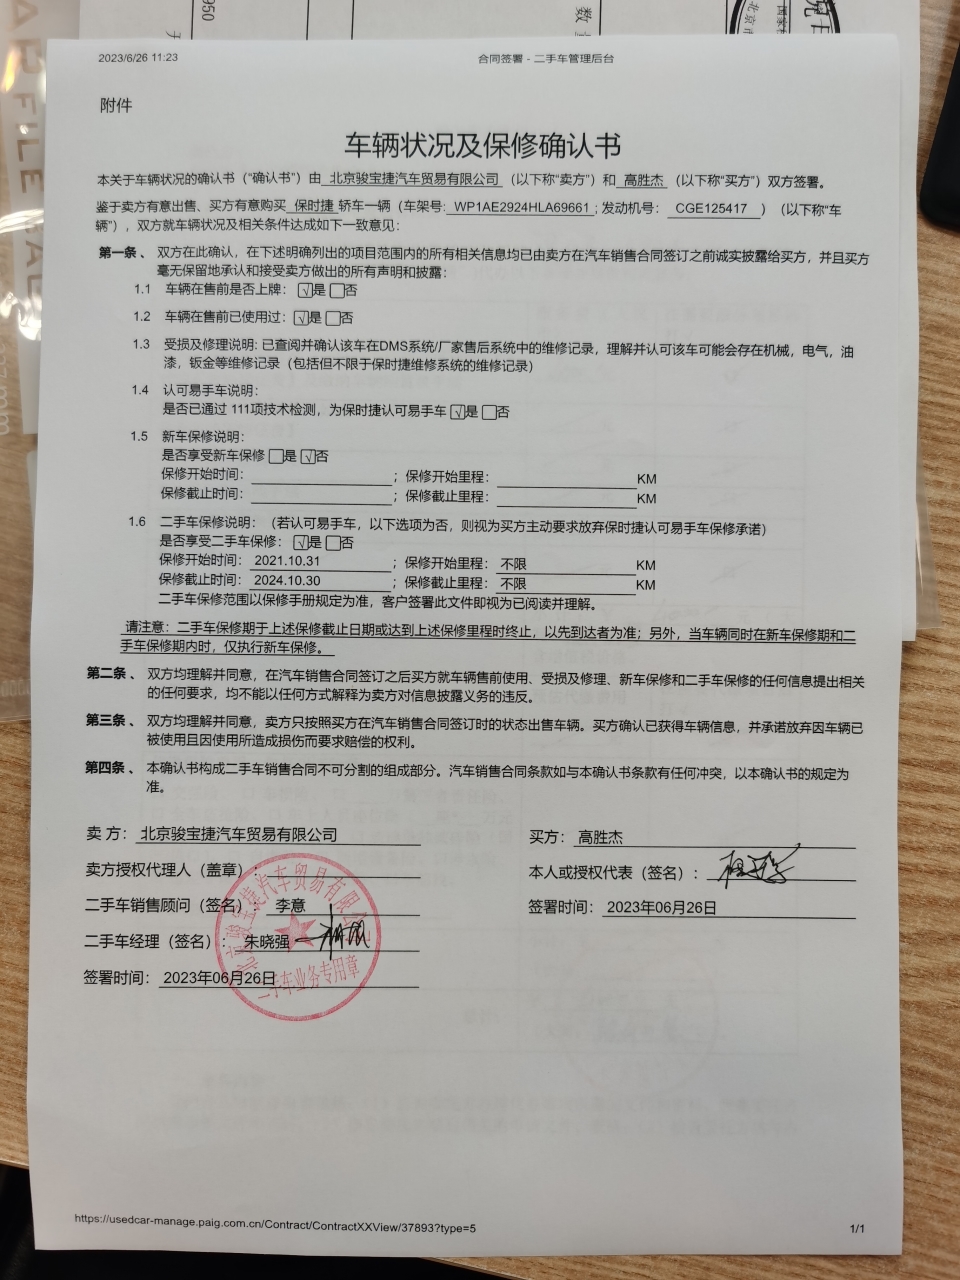 950
数
2023/6/26 11:23
合同签署 - 二手车管理后台
附件
车辆状况及保修确认书
本关于车辆状况的确认书（“确认书”）由 北京骏宝捷汽车贸易有限公司 （以下称“卖方”）和 高胜杰 （以下称“买方”）双方签署。
鉴于卖方有意出售、买方有意购买 保时捷 轿车一辆（车架号: WP1AE2924HLA69661 ; 发动机号： CGE125417 ）（以下称“车
辆”），双方就车辆状况及相关条件达成如下一致意见：
第一条、 双方在此确认，在下述明确列出的项目范围内的所有相关信息均已由卖方在汽车销售合同签订之前诚实披露给买方，并且买方
毫无保留地承认和接受卖方做出的所有声明和披露：
1.1 车辆在售前是否上牌： √是 □否
1.2 车辆在售前已使用过： √是 □否
1.3 受损及修理说明: 已查阅并确认该车在DMS系统/厂家售后系统中的维修记录，理解并认可该车可能会存在机械，电气，油
漆，钣金等维修记录（包括但不限于保时捷维修系统的维修记录）
1.4 认可易手车说明:
是否已通过 111项技术检测，为保时捷认可易手车 √是 □否
1.5 新车保修说明:
是否享受新车保修 □是 √否
保修开始时间： ；保修开始里程： KM
保修截止时间： ；保修截止里程： KM
1.6 二手车保修说明: （若认可易手车，以下选项为否，则视为买方主动要求放弃保时捷认可易手车保修承诺）
是否享受二手车保修: √是 □否
保修开始时间： 2021.10.31 ；保修开始里程： 不限 KM
保修截止时间： 2024.10.30 ；保修截止里程： 不限 KM
二手车保修范围以保修手册规定为准，客户签署此文件即视为已阅读并理解。
请注意：二手车保修期于上述保修截止日期或达到上述保修里程时终止，以先到达者为准；另外，当车辆同时在新车保修期和二
手车保修期内时，仅执行新车保修。
第二条、 双方均理解并同意，在汽车销售合同签订之后买方就车辆售前使用、受损及修理、新车保修和二手车保修的任何信息提出相关
的任何要求，均不能以任何方式解释为卖方对信息披露义务的违反。
第三条、 双方均理解并同意，卖方只按照买方在汽车销售合同签订时的状态出售车辆。买方确认已获得车辆信息，并承诺放弃因车辆已
被使用且因使用所造成损伤而要求赔偿的权利。
第四条、 本确认书构成二手车销售合同不可分割的组成部分。汽车销售合同条款如与本确认书条款有任何冲突，以本确认书的规定为
准。
卖 方： 北京骏宝捷汽车贸易有限公司
买方： 高胜杰
卖方授权代理人（盖章）：
本人或授权代表（签名）：
二手车销售顾问（签名）： 李意
签署时间： 2023年06月26日
二手车经理（签名）： 朱晓强
签署时间： 2023年06月26日
北京骏宝捷汽车贸易有限公司
二手车业务专用章
https://usedcar-manage.paig.com.cn/Contract/ContractXXView/37893?type=5
1/1